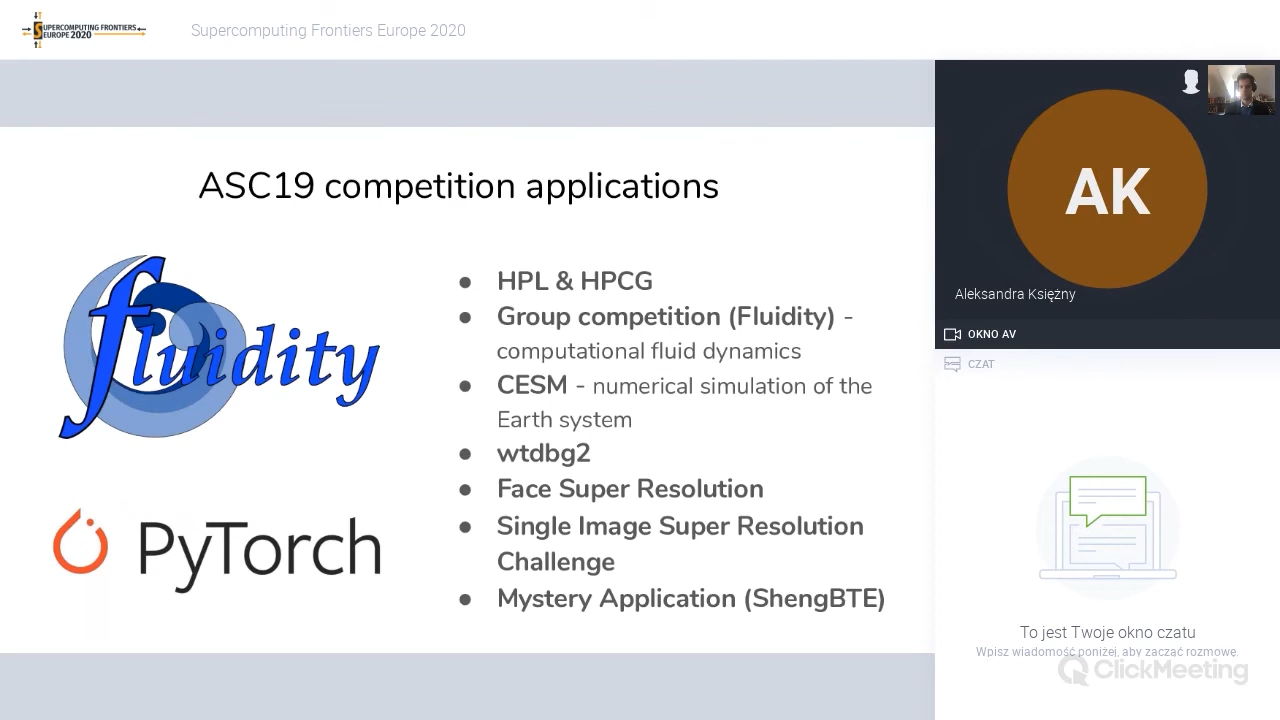 SUPERCOMPUTING FRONTIERS
EUROPE 2020
Supercomputing Frontiers Europe 2020
ASC19 competition applications
fluidity
PyTorch
● HPL & HPCG
● Group competition (Fluidity) -
computational fluid dynamics
● CESM - numerical simulation of the
Earth system
● wtdbg2
● Face Super Resolution
● Single Image Super Resolution
Challenge
● Mystery Application (ShengBTE)
AK
Aleksandra Księżny
OKNO AV
CZAT
To jest Twoje okno czatu
Wpisz wiadomość poniżej, aby zacząć rozmowę.
ClickMeeting